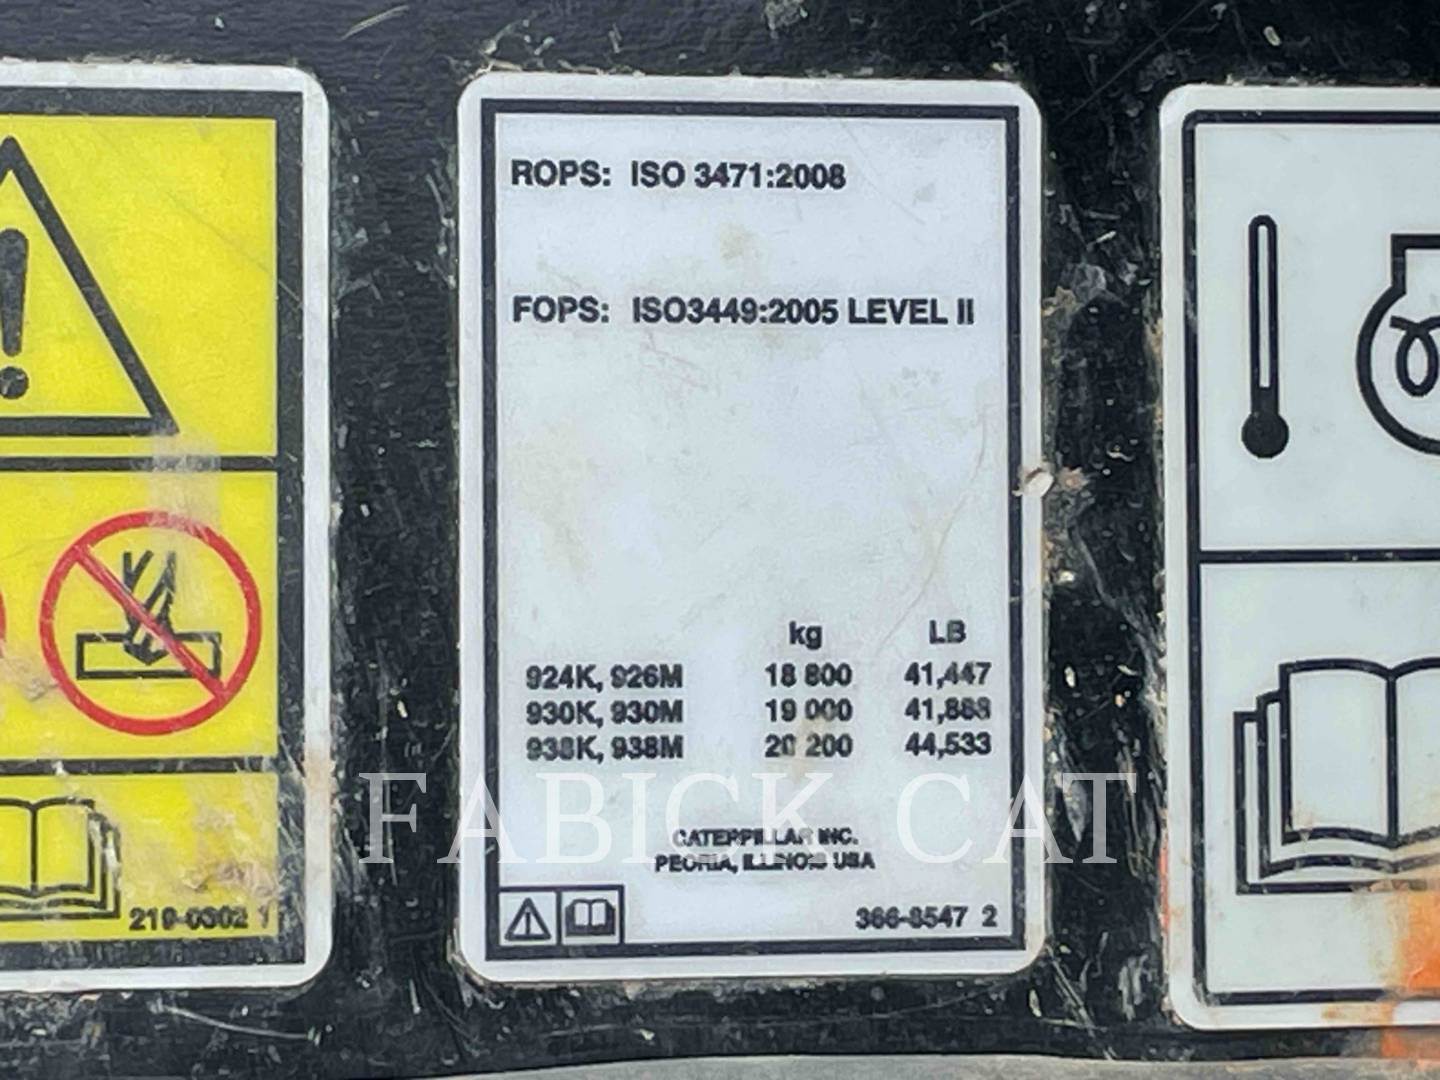 ROPS: ISO 3471:2008
FOPS: ISO3449:2005 LEVEL II
kg LB
924K, 926M 18 800 41,447
930K, 930M 19 000 41,888
938K, 938M 20 200 44,533
FABICK CAT
CATERPILLAR INC.
PEORIA, ILLINOIS USA
366-8547 2
219-0302 1